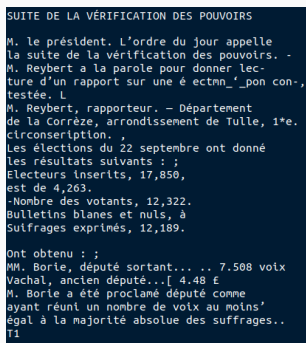 SUITE DE LA VÉRIFICATION DES POUVOIRS
M. le président. L’ordre du jour appelle
la suite de la vérification des pouvoirs. -
M. Reybert a la parole pour donner lec-
ture d’un rapport sur une é ectmn_‘_pon con-,
testée. L
M. Reybert, rapporteur. — Département
de la Corrèze, arrondissement de Tulle, 1*e.
circonseription. ,
Les élections du 22 septembre ont donné
les résultats suivants : ;
Electeurs inserits, 17,850,
est de 4,263.
-Nombre des votants, 12,322.
Bulletins blanes et nuls, à
Suifrages exprimés, 12,189.
Ont obtenu : ;
MM. Borie, député sortant... .. 7.508 voix
Vachal, ancien député...[ 4.48 £
M. Borie a été proclamé député comme
ayant réuni un nombre de voix au moins’
égal à la majorité absolue des suffrages..
T1